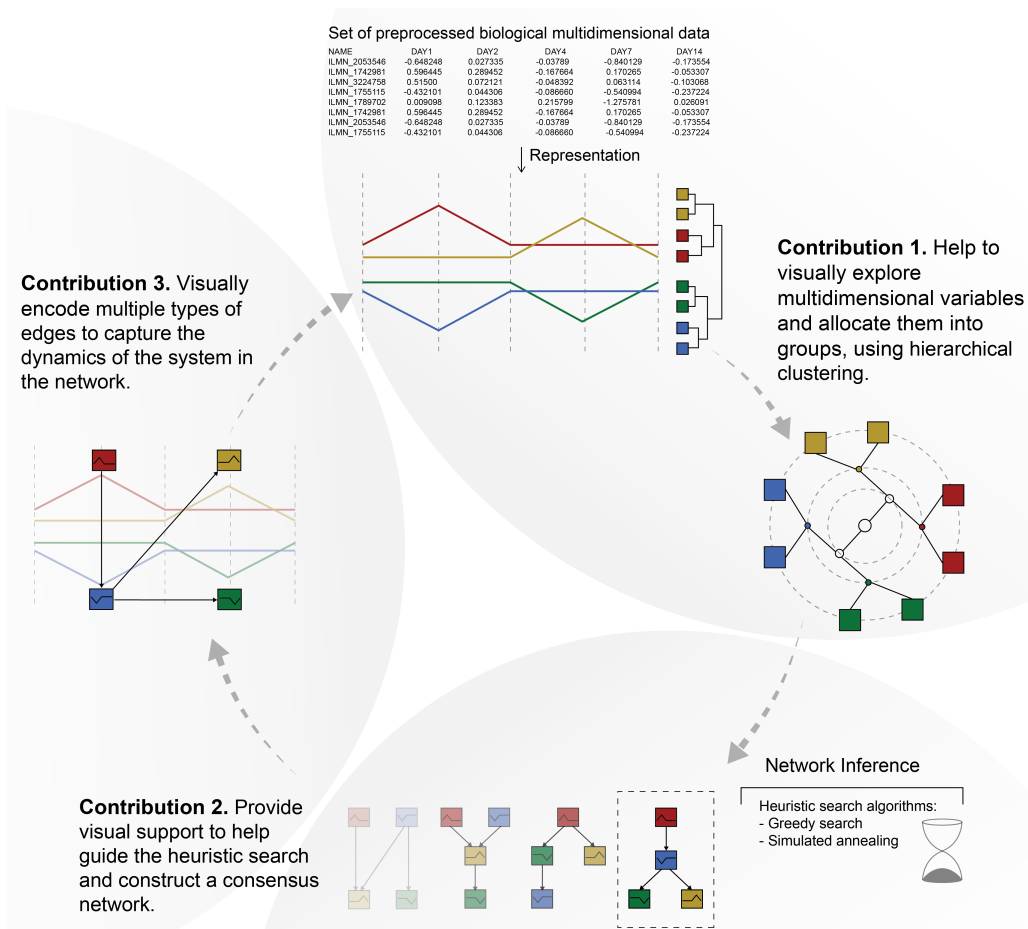 Set of preprocessed biological multidimensional data
NAME DAY1 DAY2 DAY4 DAY7 DAY14
ILMN_2053546 -0.648248 0.027335 -0.03789 -0.840129 -0.173554
ILMN_1742981 0.596445 0.289452 -0.167664 0.170265 -0.053307
ILMN_3224758 0.51500 0.072121 -0.048392 0.063114 -0.103068
ILMN_1755115 -0.432101 0.044306 -0.086660 -0.540994 -0.237224
ILMN_1789702 0.009098 0.123383 0.215799 -1.275781 0.026091
ILMN_1742981 0.596445 0.289452 -0.167664 0.170265 -0.053307
ILMN_2053546 -0.648248 0.027335 -0.03789 -0.840129 -0.173554
ILMN_1755115 -0.432101 0.044306 -0.086660 -0.540994 -0.237224
Representation
Contribution 1. Help to
visually explore
multidimensional variables
and allocate them into
groups, using hierarchical
clustering.
Contribution 3. Visually
encode multiple types of
edges to capture the
dynamics of the system in
the network.
Network Inference
Heuristic search algorithms:
- Greedy search
- Simulated annealing
Contribution 2. Provide
visual support to help
guide the heuristic search
and construct a consensus
network.